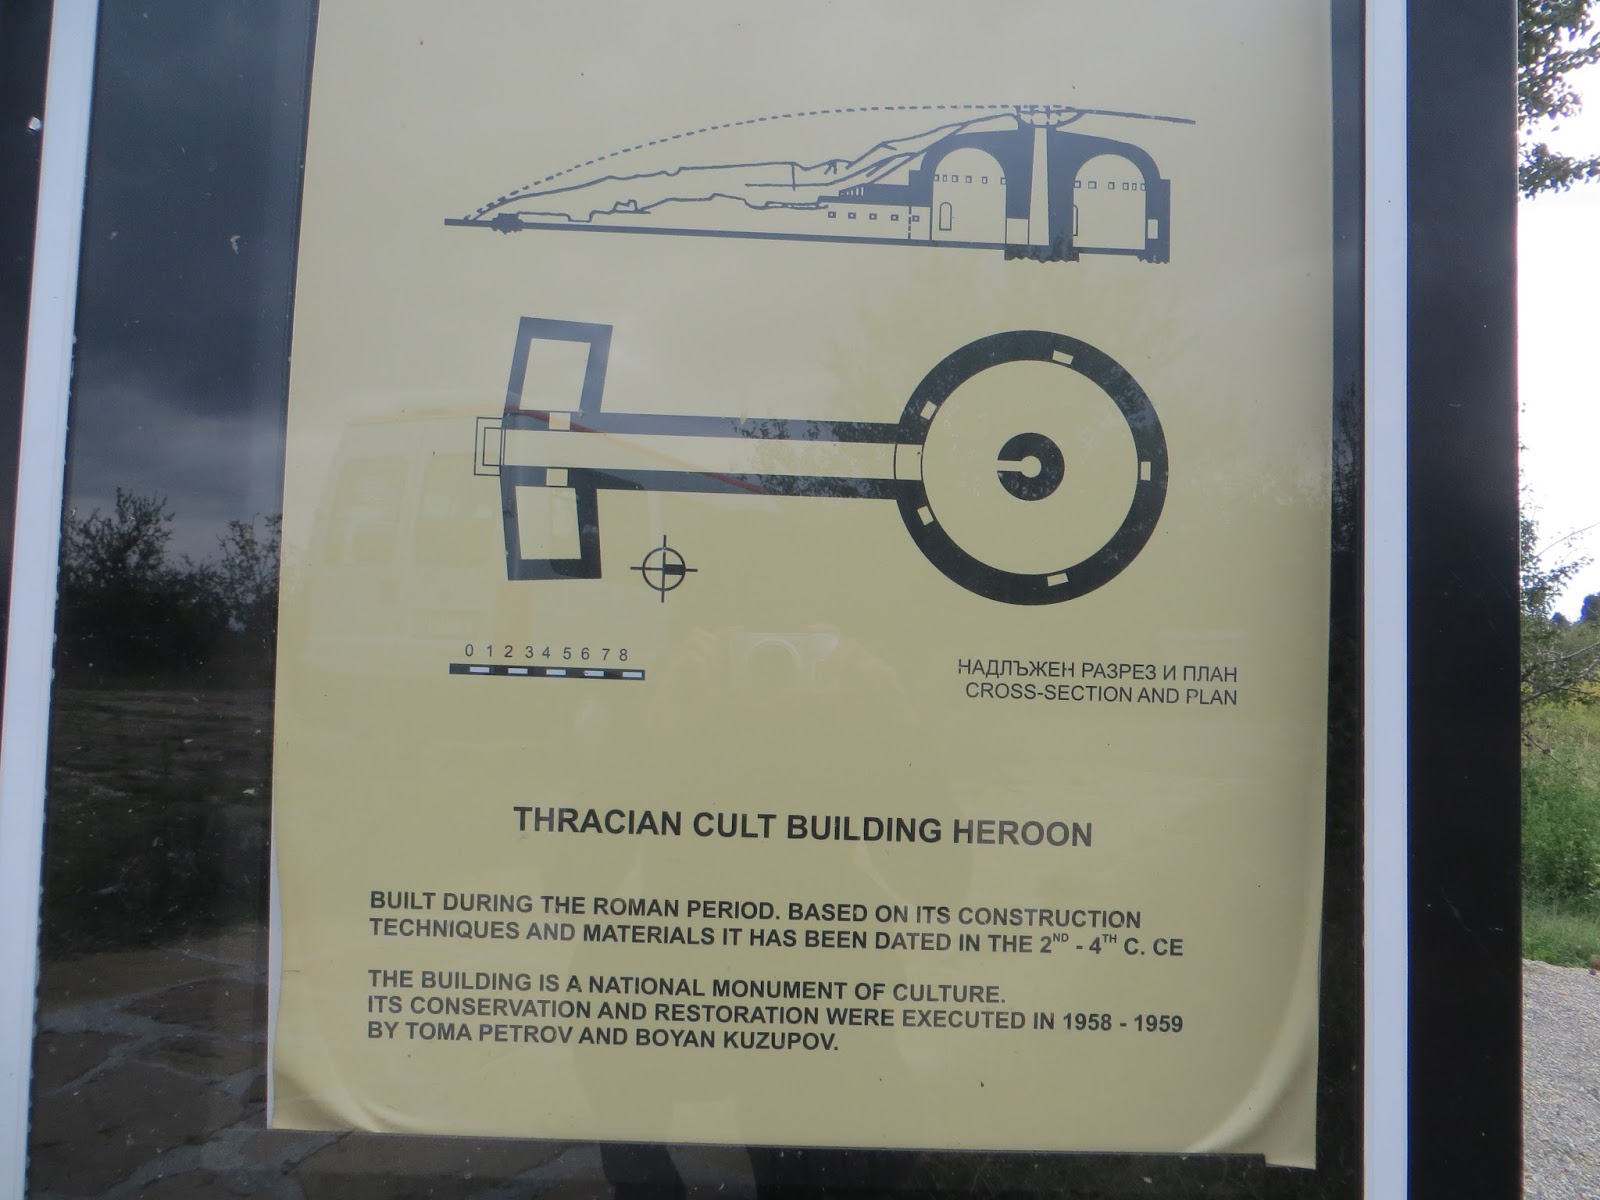 0 1 2 3 4 5 6 7 8
НАДЛЪЖЕН РАЗРЕЗ И ПЛАН
CROSS-SECTION AND PLAN
THRACIAN CULT BUILDING HEROON
BUILT DURING THE ROMAN PERIOD. BASED ON ITS CONSTRUCTION
TECHNIQUES AND MATERIALS IT HAS BEEN DATED IN THE 2ND - 4TH C. CE
THE BUILDING IS A NATIONAL MONUMENT OF CULTURE.
ITS CONSERVATION AND RESTORATION WERE EXECUTED IN 1958 - 1959
BY TOMA PETROV AND BOYAN KUZUPOV.